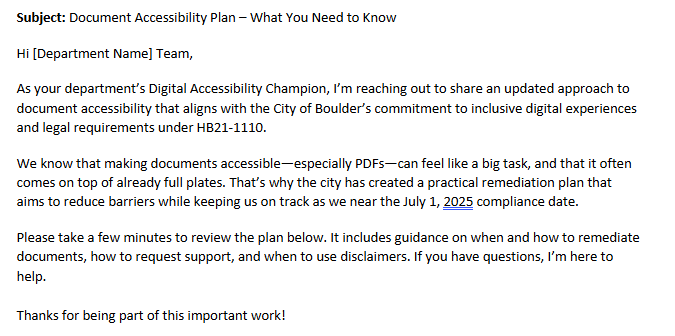 Subject: Document Accessibility Plan – What You Need to Know
Hi [Department Name] Team,
As your department's Digital Accessibility Champion, I'm reaching out to share an updated approach to
document accessibility that aligns with the City of Boulder's commitment to inclusive digital experiences
and legal requirements under HB21-1110.
We know that making documents accessible—especially PDFs—can feel like a big task, and that it often
comes on top of already full plates. That's why the city has created a practical remediation plan that
aims to reduce barriers while keeping us on track as we near the July 1, 2025 compliance date.
Please take a few minutes to review the plan below. It includes guidance on when and how to remediate
documents, how to request support, and when to use disclaimers. If you have questions, I'm here to
help.
Thanks for being part of this important work!